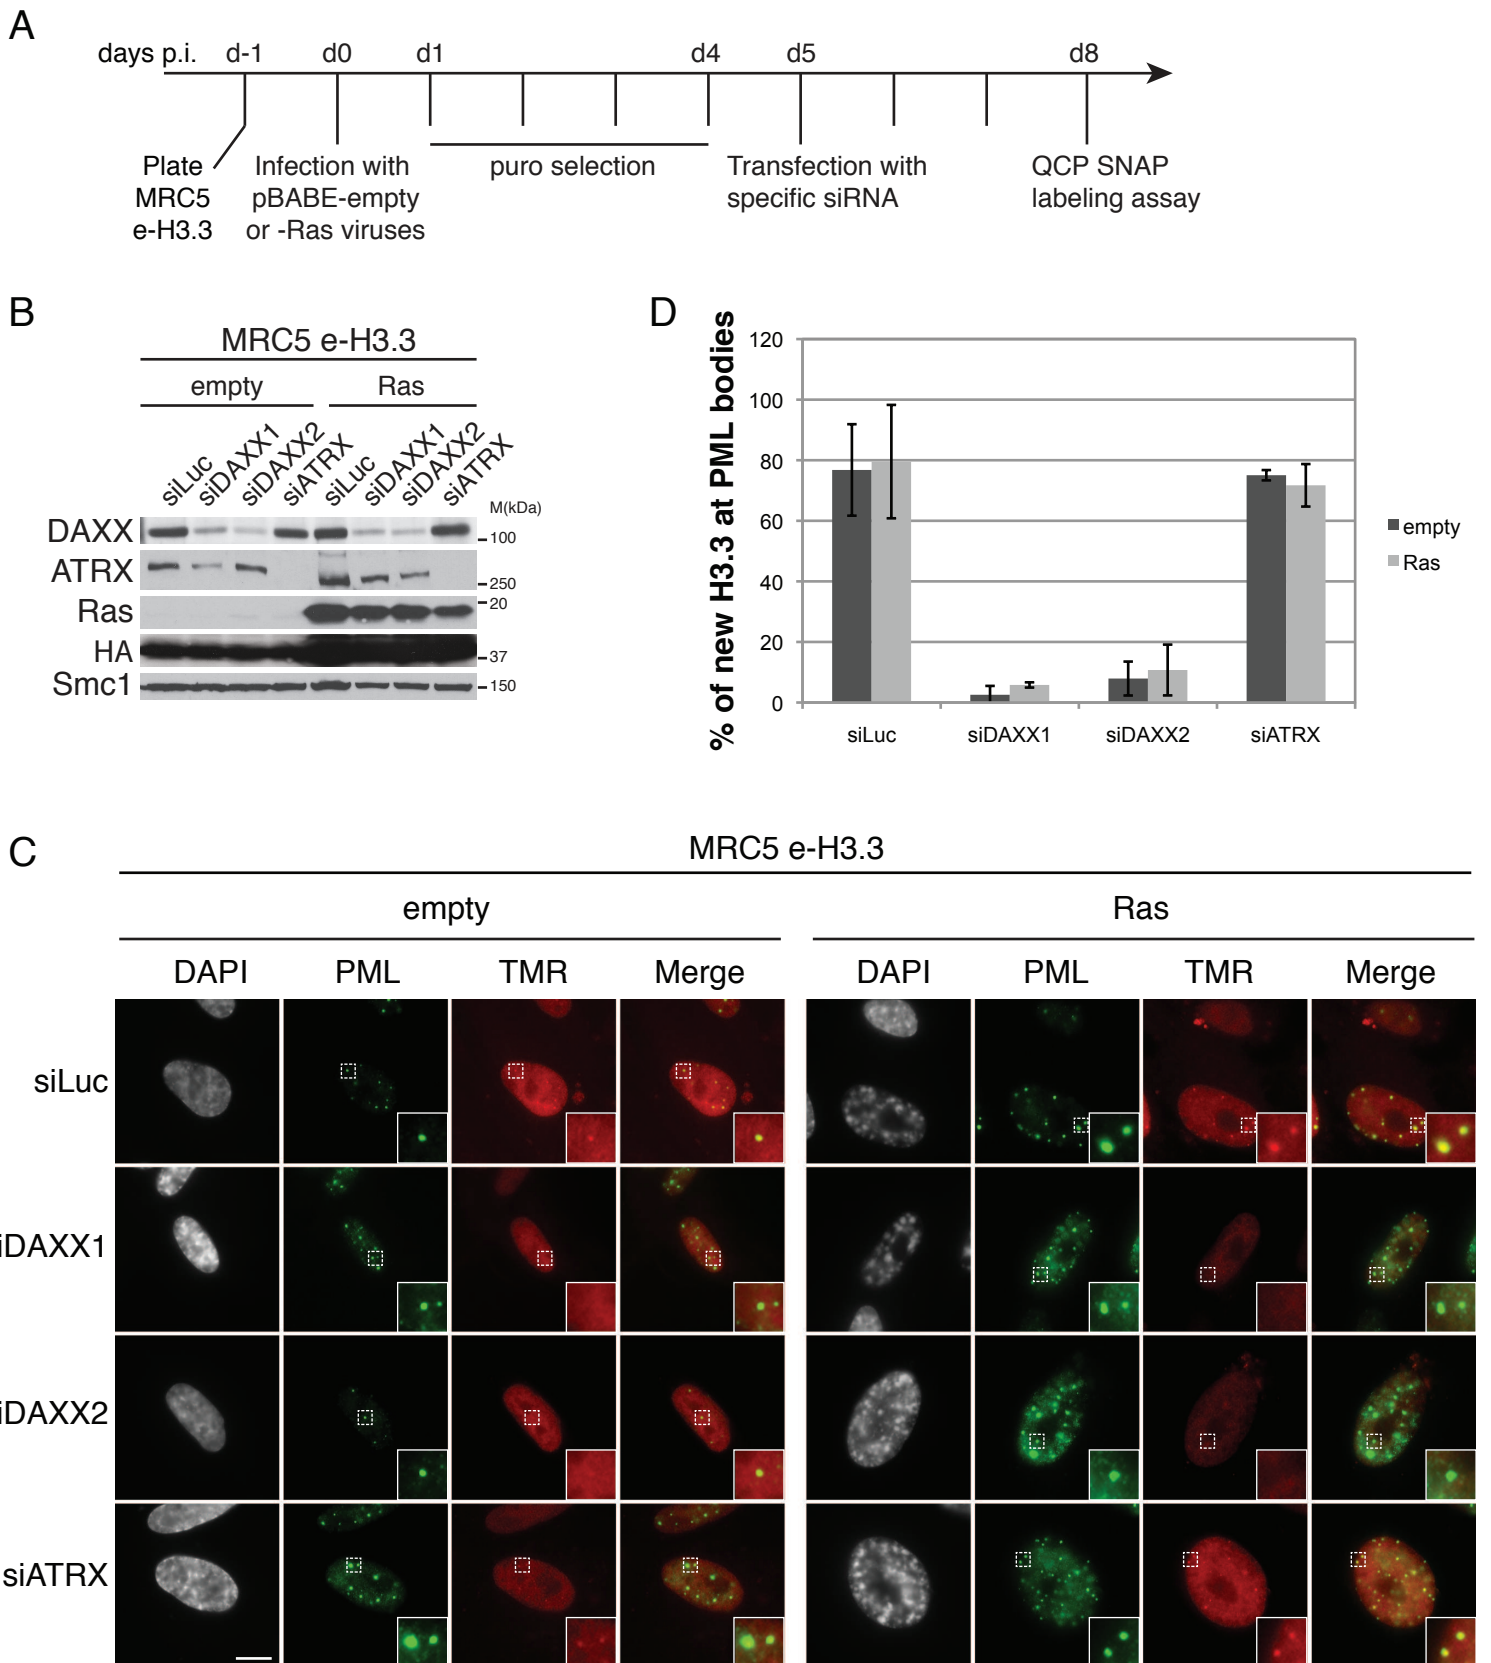 A
days p.i. d-1 d0 d1 d4 d5 d8
Plate
MRC5
e-H3.3
Infection with
pBABE-empty
or -Ras viruses
puro selection
Transfection with
specific siRNA
QCP SNAP
labeling assay
B
MRC5 e-H3.3
empty Ras
siLuc siDAXX1 siDAXX2 siATRX siLuc siDAXX1 siDAXX2 siATRX
M(kDa)
DAXX 100
ATRX 250
Ras 20
HA 37
Smc1 150
D
% of new H3.3 at PML bodies
120
100
80
60
40
20
0
siLuc siDAXX1 siDAXX2 siATRX
empty
Ras
C
MRC5 e-H3.3
empty Ras
DAPI PML TMR Merge DAPI PML TMR Merge
siLuc
iDAXX1
iDAXX2
siATRX